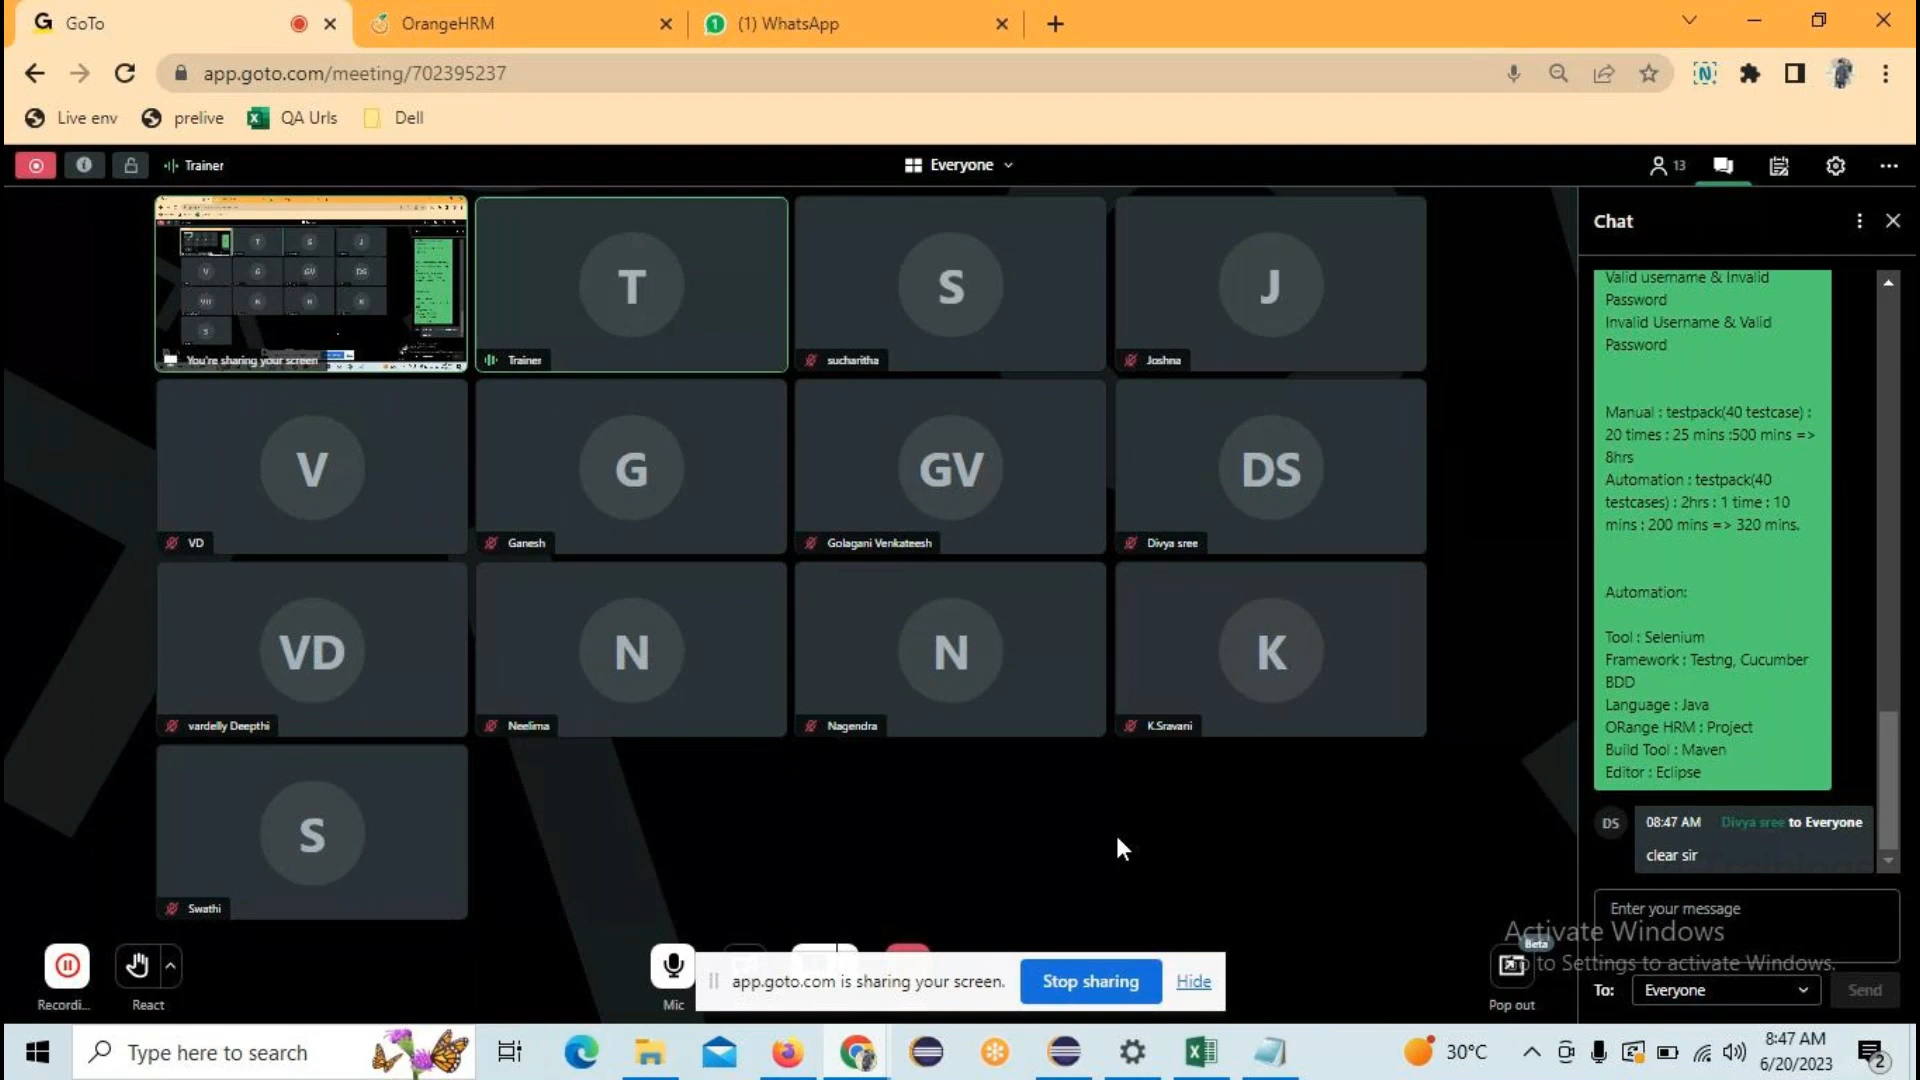 GoTo
OrangeHRM
(1) WhatsApp
app.goto.com/meeting/702395237
Live env
prelive
QA Urls
Dell
Trainer
Everyone
13
Chat
You're sharing your screen
T
Trainer
S
sucharitha
J
Joshna
V
VD
G
Ganesh
GV
Golagani Venkateesh
DS
Divya sree
VD
vardelly Deepthi
N
Neelima
N
Nagendra
K
K.Sravani
S
Swathi
Valid username & Invalid
Password
Invalid Username & Valid
Password
Manual : testpack(40 testcase) :
20 times : 25 mins :500 mins =>
8hrs
Automation : testpack(40
testcases) : 2hrs : 1 time : 10
mins : 200 mins => 320 mins.
Automation:
Tool : Selenium
Framework : Testng, Cucumber
BDD
Language : Java
ORange HRM : Project
Build Tool : Maven
Editor : Eclipse
DS
08:47 AM Divya sree to Everyone
clear sir
Enter your message
Activate Windows
to Settings to activate Windows.
Beta
To:
Everyone
Send
Recordi...
React
Mic
app.goto.com is sharing your screen.
Stop sharing
Hide
Pop out
Type here to search
30°C
8:47 AM
6/20/2023
2